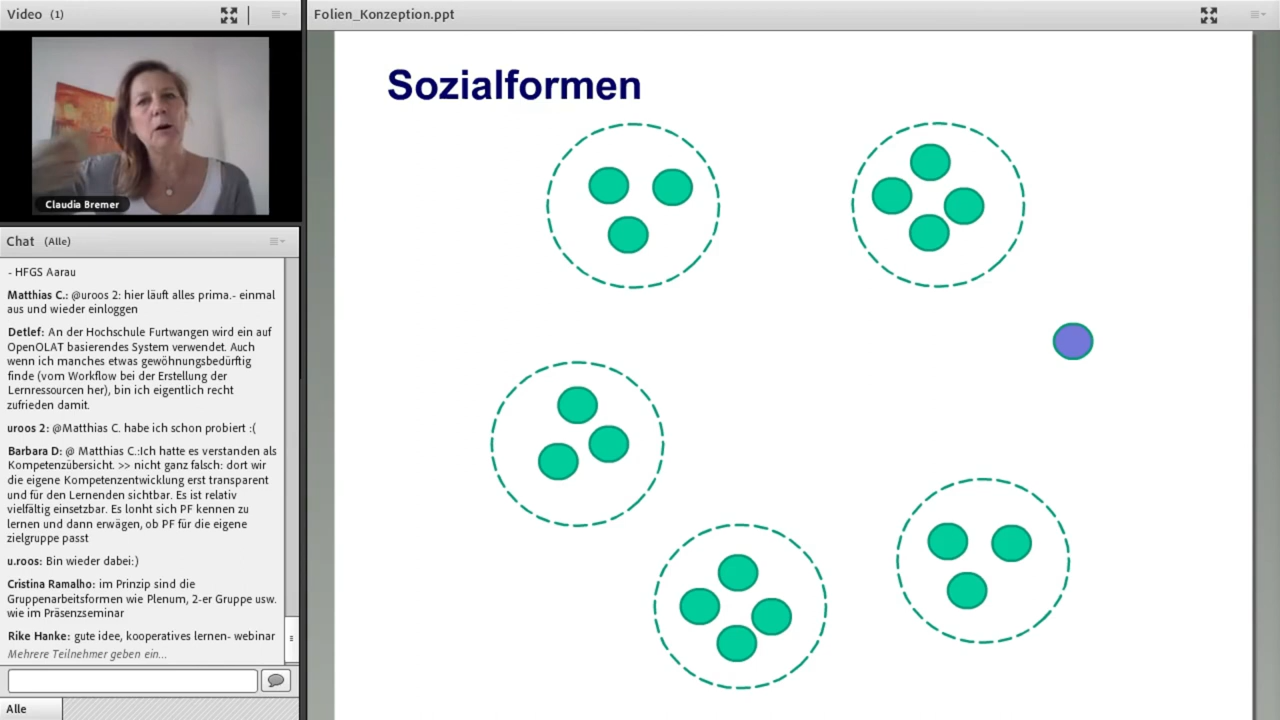 Video (1)
Claudia Bremer
Chat (Alle)
- HFGS Aarau
Matthias C.: @uroos 2: hier läuft alles prima.- einmal
aus und wieder einloggen
Detlef: An der Hochschule Furtwangen wird ein auf
OpenOLAT basierendes System verwendet. Auch
wenn ich manches etwas gewöhnungsbedürftig
finde (vom Workflow bei der Erstellung der
Lernressourcen her), bin ich eigentlich recht
zufrieden damit.
uroos 2: @Matthias C. habe ich schon probiert :(
Barbara D: @ Matthias C.:Ich hatte es verstanden als
Kompetenzübersicht. >> nicht ganz falsch: dort wir
die eigene Kompetenzentwicklung erst transparent
und für den Lernenden sichtbar. Es ist relativ
vielfältig einsetzbar. Es lonht sich PF kennen zu
lernen und dann erwägen, ob PF für die eigene
zielgruppe passt
u.roos: Bin wieder dabei:)
Cristina Ramalho: im Prinzip sind die
Gruppenarbeitsformen wie Plenum, 2-er Gruppe usw.
wie im Präsenzseminar
Rike Hanke: gute idee, kooperatives lernen- webinar
Mehrere Teilnehmer geben ein...
Alle
Folien_Konzeption.ppt
Sozialformen